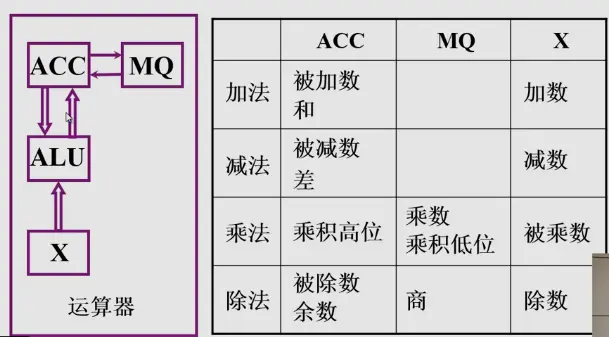 ACC MQ
ALU
X
运算器
ACC MQ X
加法 被加数 加数
和
减法 被减数 减数
差
乘法 乘积高位 乘数 被乘数
乘积低位
除法 被除数 商 除数
余数